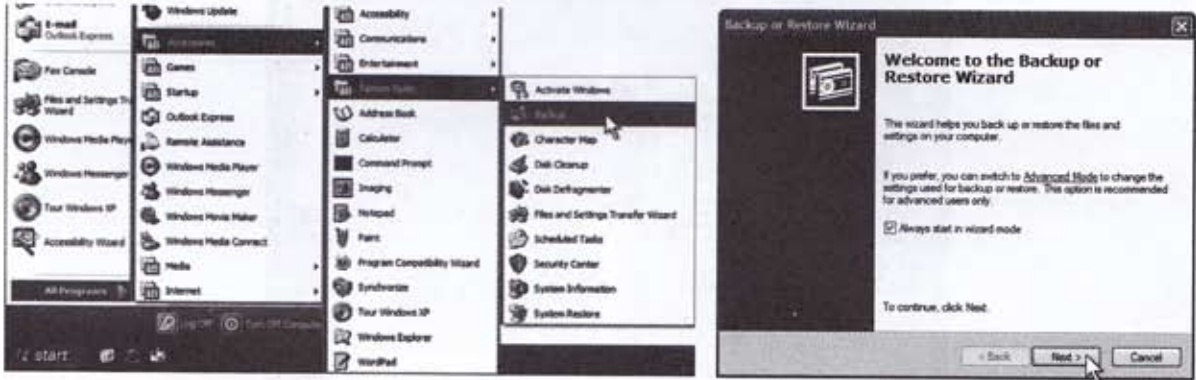 E-mail
Outlook Express
Fax Console
Files and Settings Tr
Wizard
Windows Media Play
Windows Messenger
Tour Windows XP
Accessibility Wizard
All Programs
Log Off
Turn Off Computer
start
Windows Update
Accessories
Games
Startup
Outlook Express
Remote Assistance
Windows Media Player
Windows Messenger
Windows Movie Maker
Windows Media Connect
Media
Internet
Accessibility
Communications
Entertainment
System Tools
Address Book
Calculator
Command Prompt
Imaging
Notepad
Paint
Program Compatibility Wizard
Synchronize
Tour Windows XP
Windows Explorer
WordPad
Activate Windows
Backup
Character Map
Disk Cleanup
Disk Defragmenter
Files and Settings Transfer Wizard
Scheduled Tasks
Security Center
System Information
System Restore
Backup or Restore Wizard
Welcome to the Backup or
Restore Wizard
This wizard helps you back up or restore the files and
settings on your computer.
If you prefer, you can switch to Advanced Mode to change the
settings used for backup or restore. This option is recommended
for advanced users only.
Always start in wizard mode
To continue, click Next.
< Back
Next >
Cancel